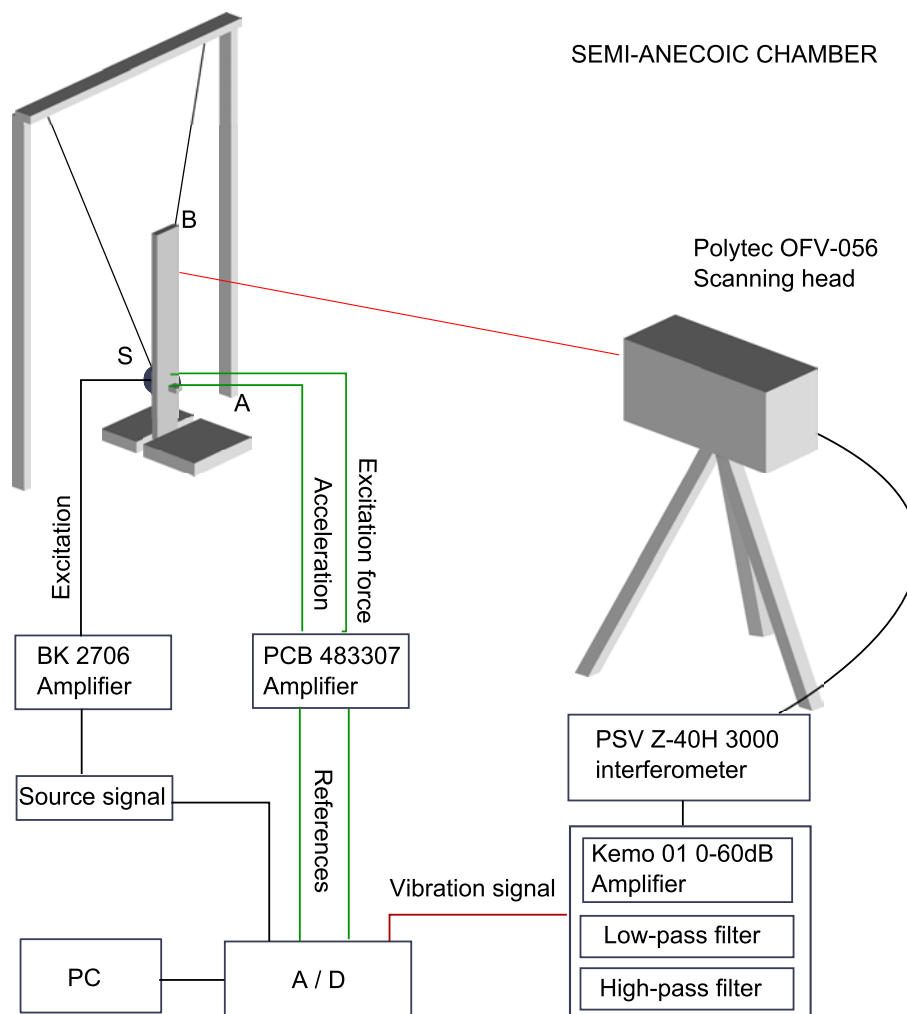 SEMI-ANECOIC CHAMBER
B
Polytec OFV-056
Scanning head
S
A
Excitation
Acceleration
Excitation force
BK 2706
Amplifier
PCB 483307
Amplifier
PSV Z-40H 3000
interferometer
Source signal
References
Kemo 01 0-60dB
Amplifier
Vibration signal
Low-pass filter
PC
A / D
High-pass filter